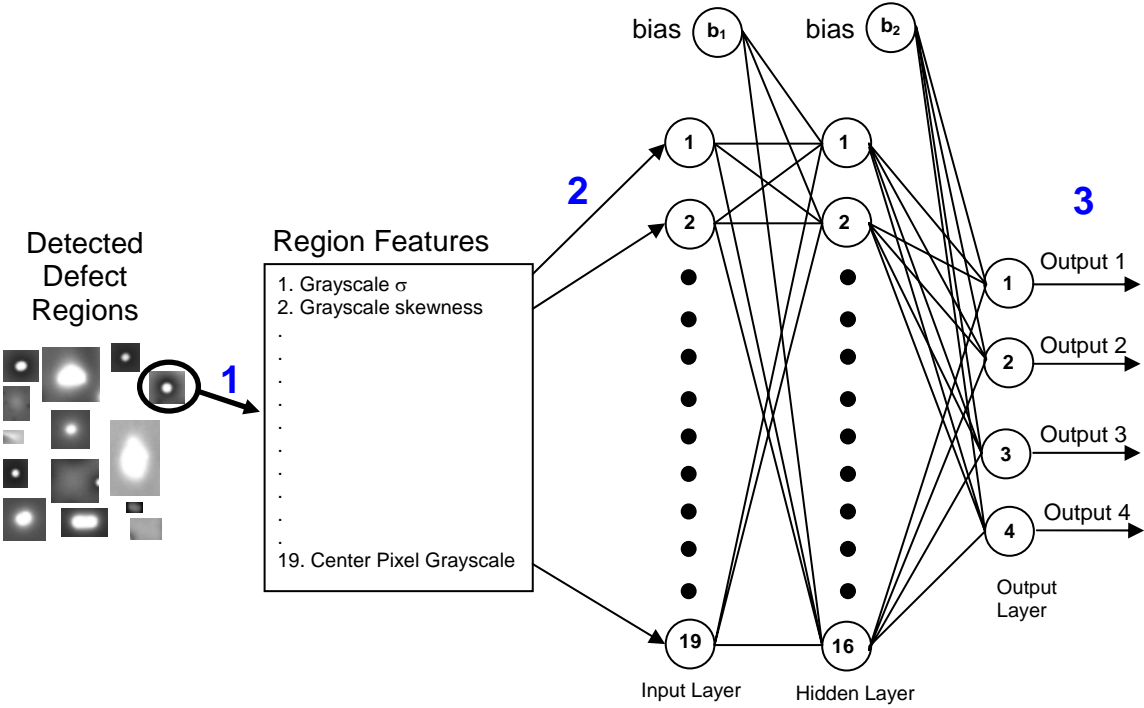 bias b1
bias b2
1
1
2
3
2
2
Detected
Defect
Regions
Region Features
1. Grayscale σ
2. Grayscale skewness
.
.
.
.
.
.
.
.
.
.
19. Center Pixel Grayscale
1
1
Output 1
2
Output 2
3
Output 3
4
Output 4
Output
Layer
19
16
Input Layer
Hidden Layer